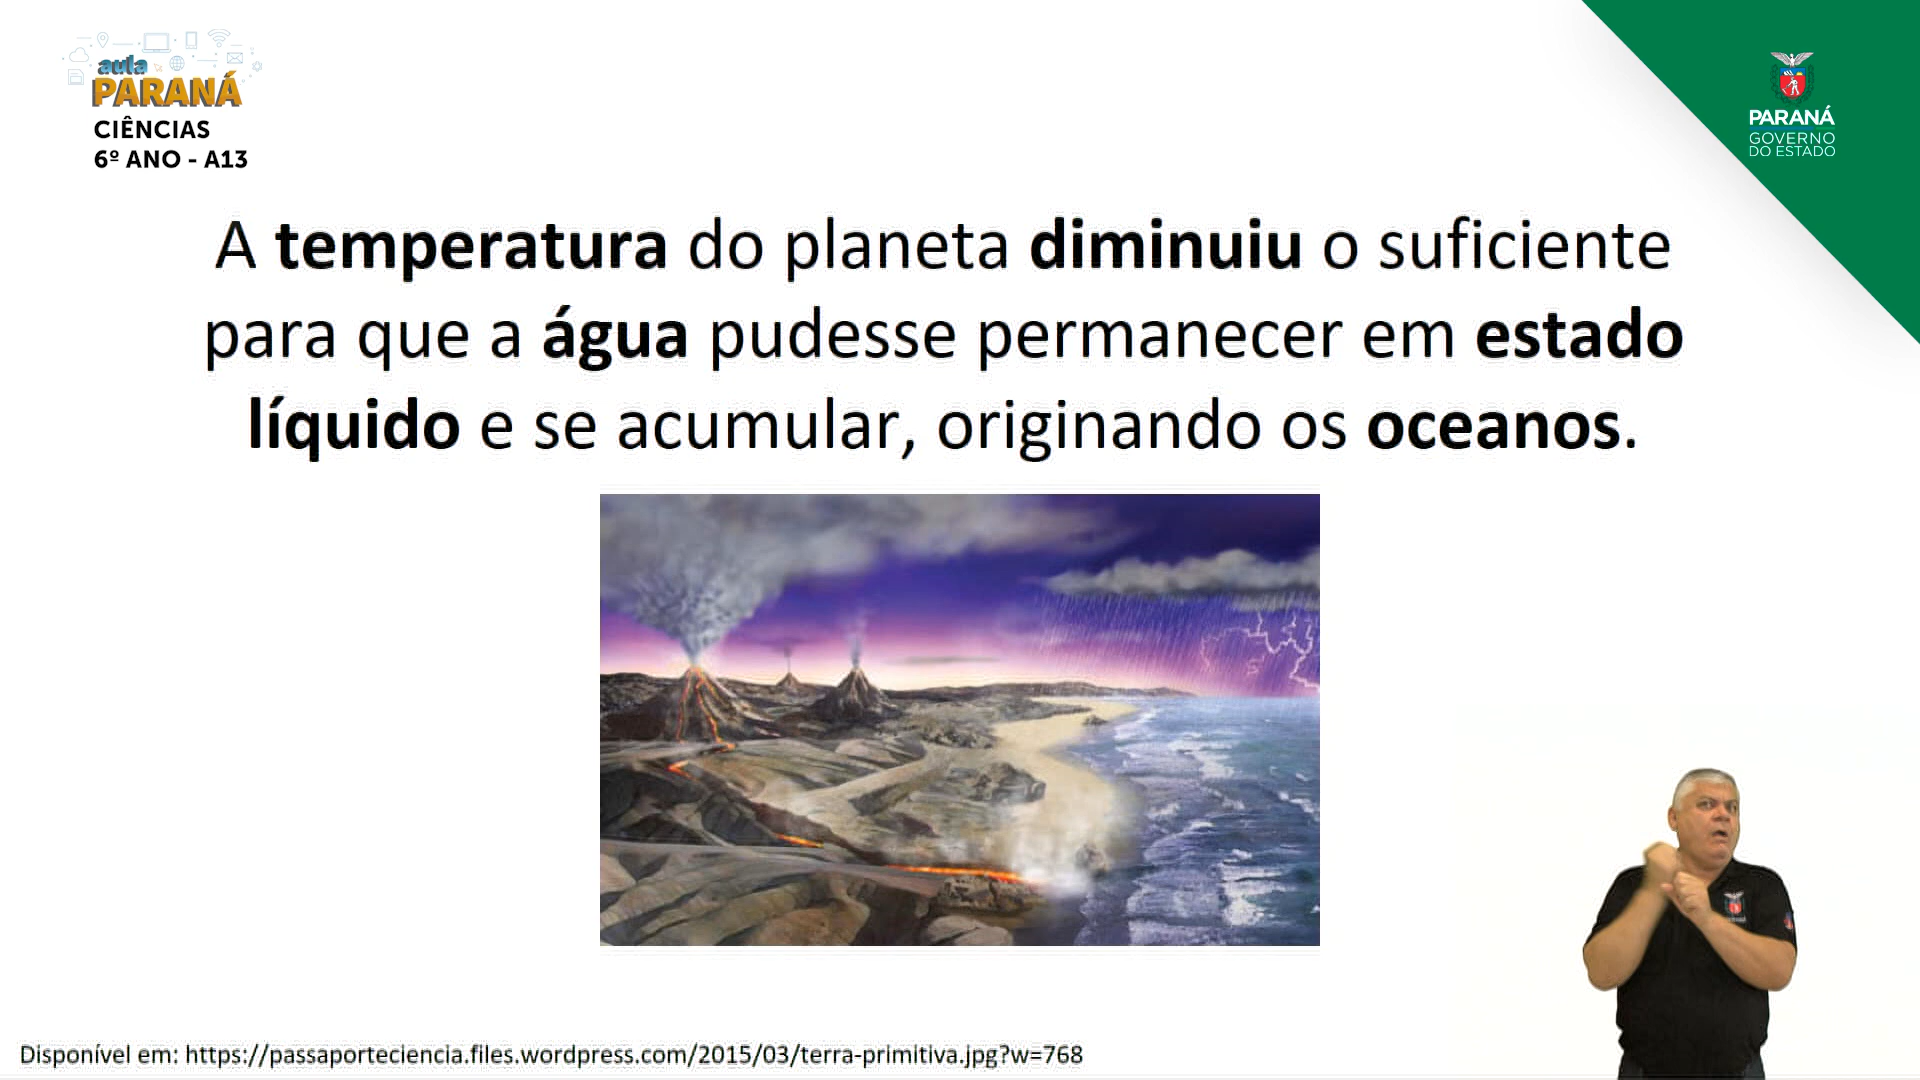 aula
PARANÁ
CIÊNCIAS
6º ANO - A13
PARANÁ
GOVERNO
DO ESTADO
A temperatura do planeta diminuiu o suficiente
para que a água pudesse permanecer em estado
líquido e se acumular, originando os oceanos.
Disponível em: https://passaporteciencia.files.wordpress.com/2015/03/terra-primitiva.jpg?w=768